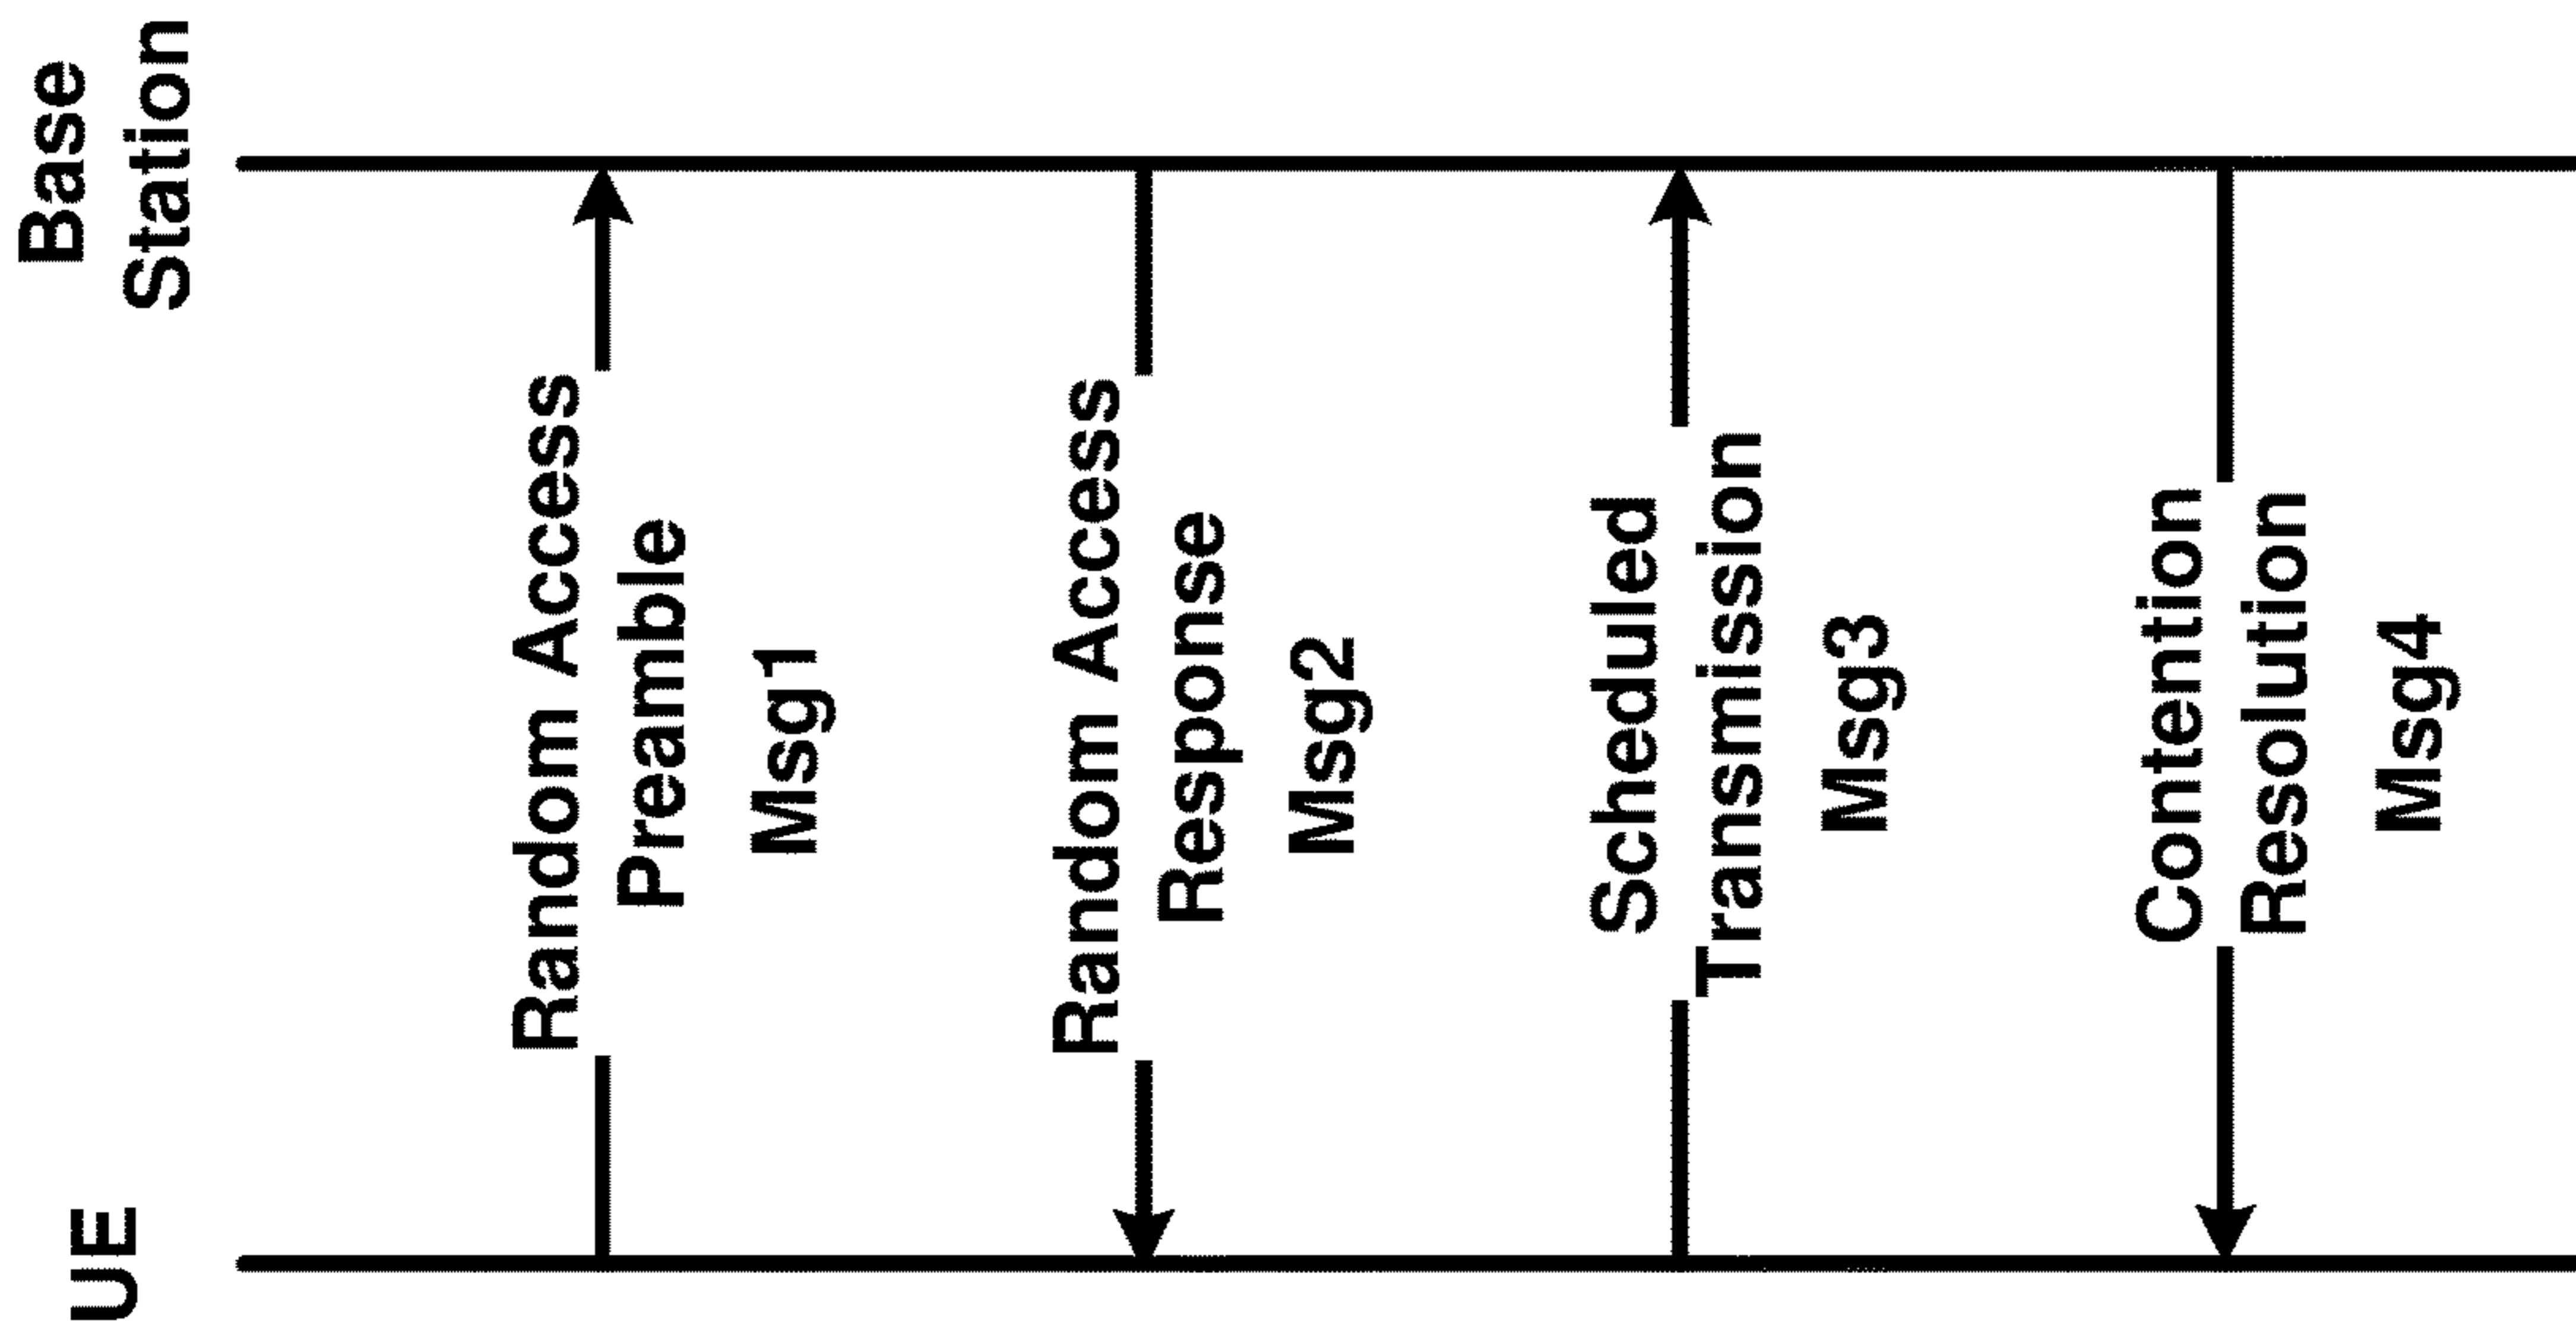 UE
Base
Station
Random Access
Preamble
Msg1
Random Access
Response
Msg2
Scheduled
Transmission
Msg3
Contention
Resolution
Msg4